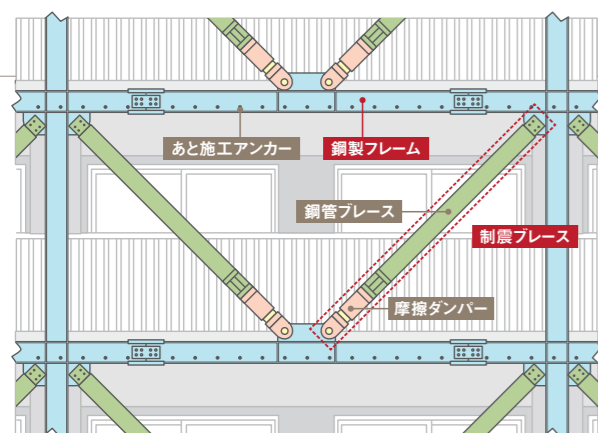 あと施工アンカー
鋼製フレーム
鋼管ブレース
制震ブレース
摩擦ダンパー